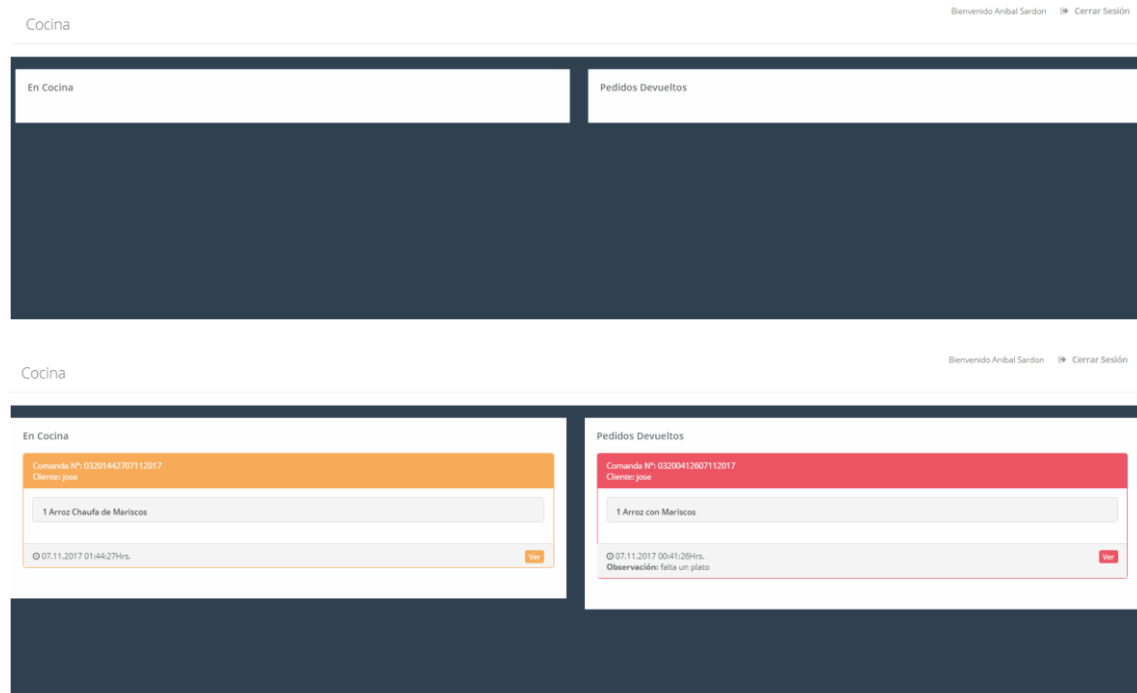 Bienvenido Anibal Sardon Cerrar Sesión
Cocina
En Cocina
Pedidos Devueltos
Bienvenido Anibal Sardon Cerrar Sesión
Cocina
En Cocina
Comanda N°: 03201442707112017
Cliente: jose
1 Arroz Chaufa de Mariscos
07.11.2017 01:44:27Hrs.
Ver
Pedidos Devueltos
Comanda N°: 03200412607112017
Cliente: jose
1 Arroz con Mariscos
07.11.2017 00:41:26Hrs.
Ver
Observación: falta un plato